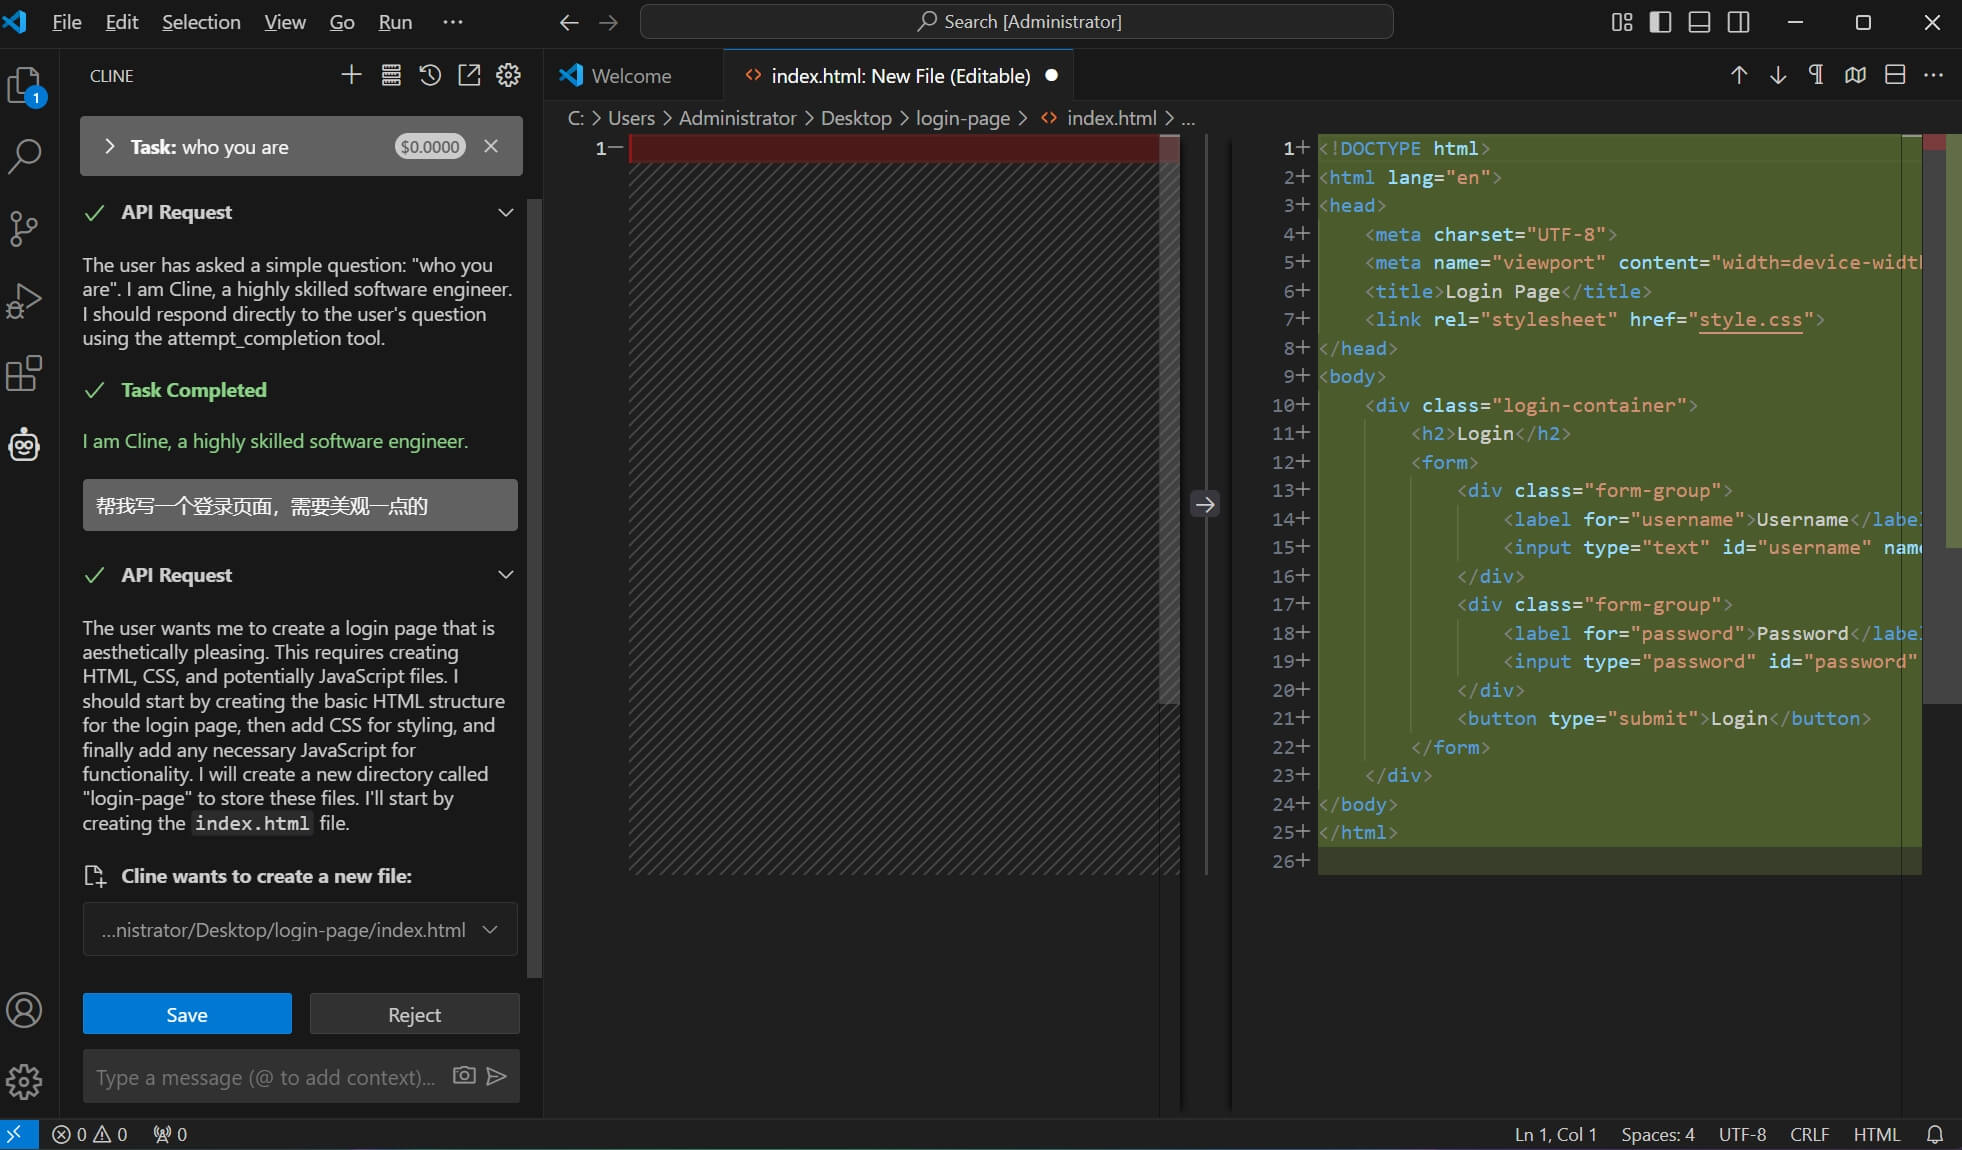 File Edit Selection View Go Run ···
Search [Administrator]
1
CLINE
Task: who you are
$0.0000
API Request
The user has asked a simple question: "who you
are". I am Cline, a highly skilled software engineer.
I should respond directly to the user's question
using the attempt_completion tool.
Task Completed
I am Cline, a highly skilled software engineer.
帮我写一个登录页面，需要美观一点的
API Request
The user wants me to create a login page that is
aesthetically pleasing. This requires creating
HTML, CSS, and potentially JavaScript files. I
should start by creating the basic HTML structure
for the login page, then add CSS for styling, and
finally add any necessary JavaScript for
functionality. I will create a new directory called
"login-page" to store these files. I'll start by
creating the index.html file.
Cline wants to create a new file:
...nistrator/Desktop/login-page/index.html
Save
Reject
Type a message (@ to add context)...
Welcome
index.html: New File (Editable)
C: > Users > Administrator > Desktop > login-page > <> index.html > ...
1—
1+ <!DOCTYPE html>
2+ <html lang="en">
3+ <head>
4+ <meta charset="UTF-8">
5+ <meta name="viewport" content="width=device-width
6+ <title>Login Page</title>
7+ <link rel="stylesheet" href="style.css">
8+ </head>
9+ <body>
10+ <div class="login-container">
11+ <h2>Login</h2>
12+ <form>
13+ <div class="form-group">
14+ <label for="username">Username</label
15+ <input type="text" id="username" name
16+ </div>
17+ <div class="form-group">
18+ <label for="password">Password</label
19+ <input type="password" id="password"
20+ </div>
21+ <button type="submit">Login</button>
22+ </form>
23+ </div>
24+ </body>
25+ </html>
26+
0 0 0
Ln 1, Col 1 Spaces: 4 UTF-8 CRLF HTML